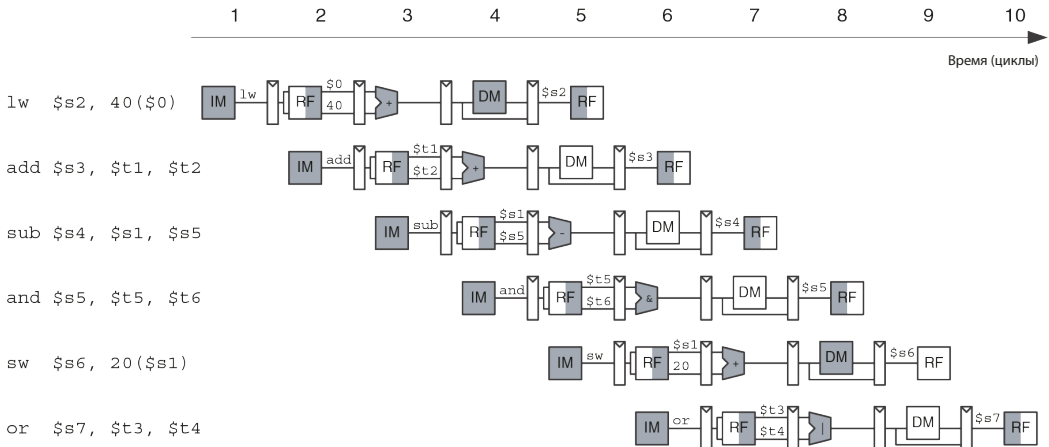 1 2 3 4 5 6 7 8 9 10
Время (циклы)
lw $s2, 40($0) IM lw RF $0 40 + DM $s2 RF
add $s3, $t1, $t2 IM add RF $t1 $t2 + DM $s3 RF
sub $s4, $s1, $s5 IM sub RF $s1 $s5 - DM $s4 RF
and $s5, $t5, $t6 IM and RF $t5 $t6 & DM $s5 RF
sw $s6, 20($s1) IM sw RF $s1 20 + DM $s6 RF
or $s7, $t3, $t4 IM or RF $t3 $t4 | DM $s7 RF